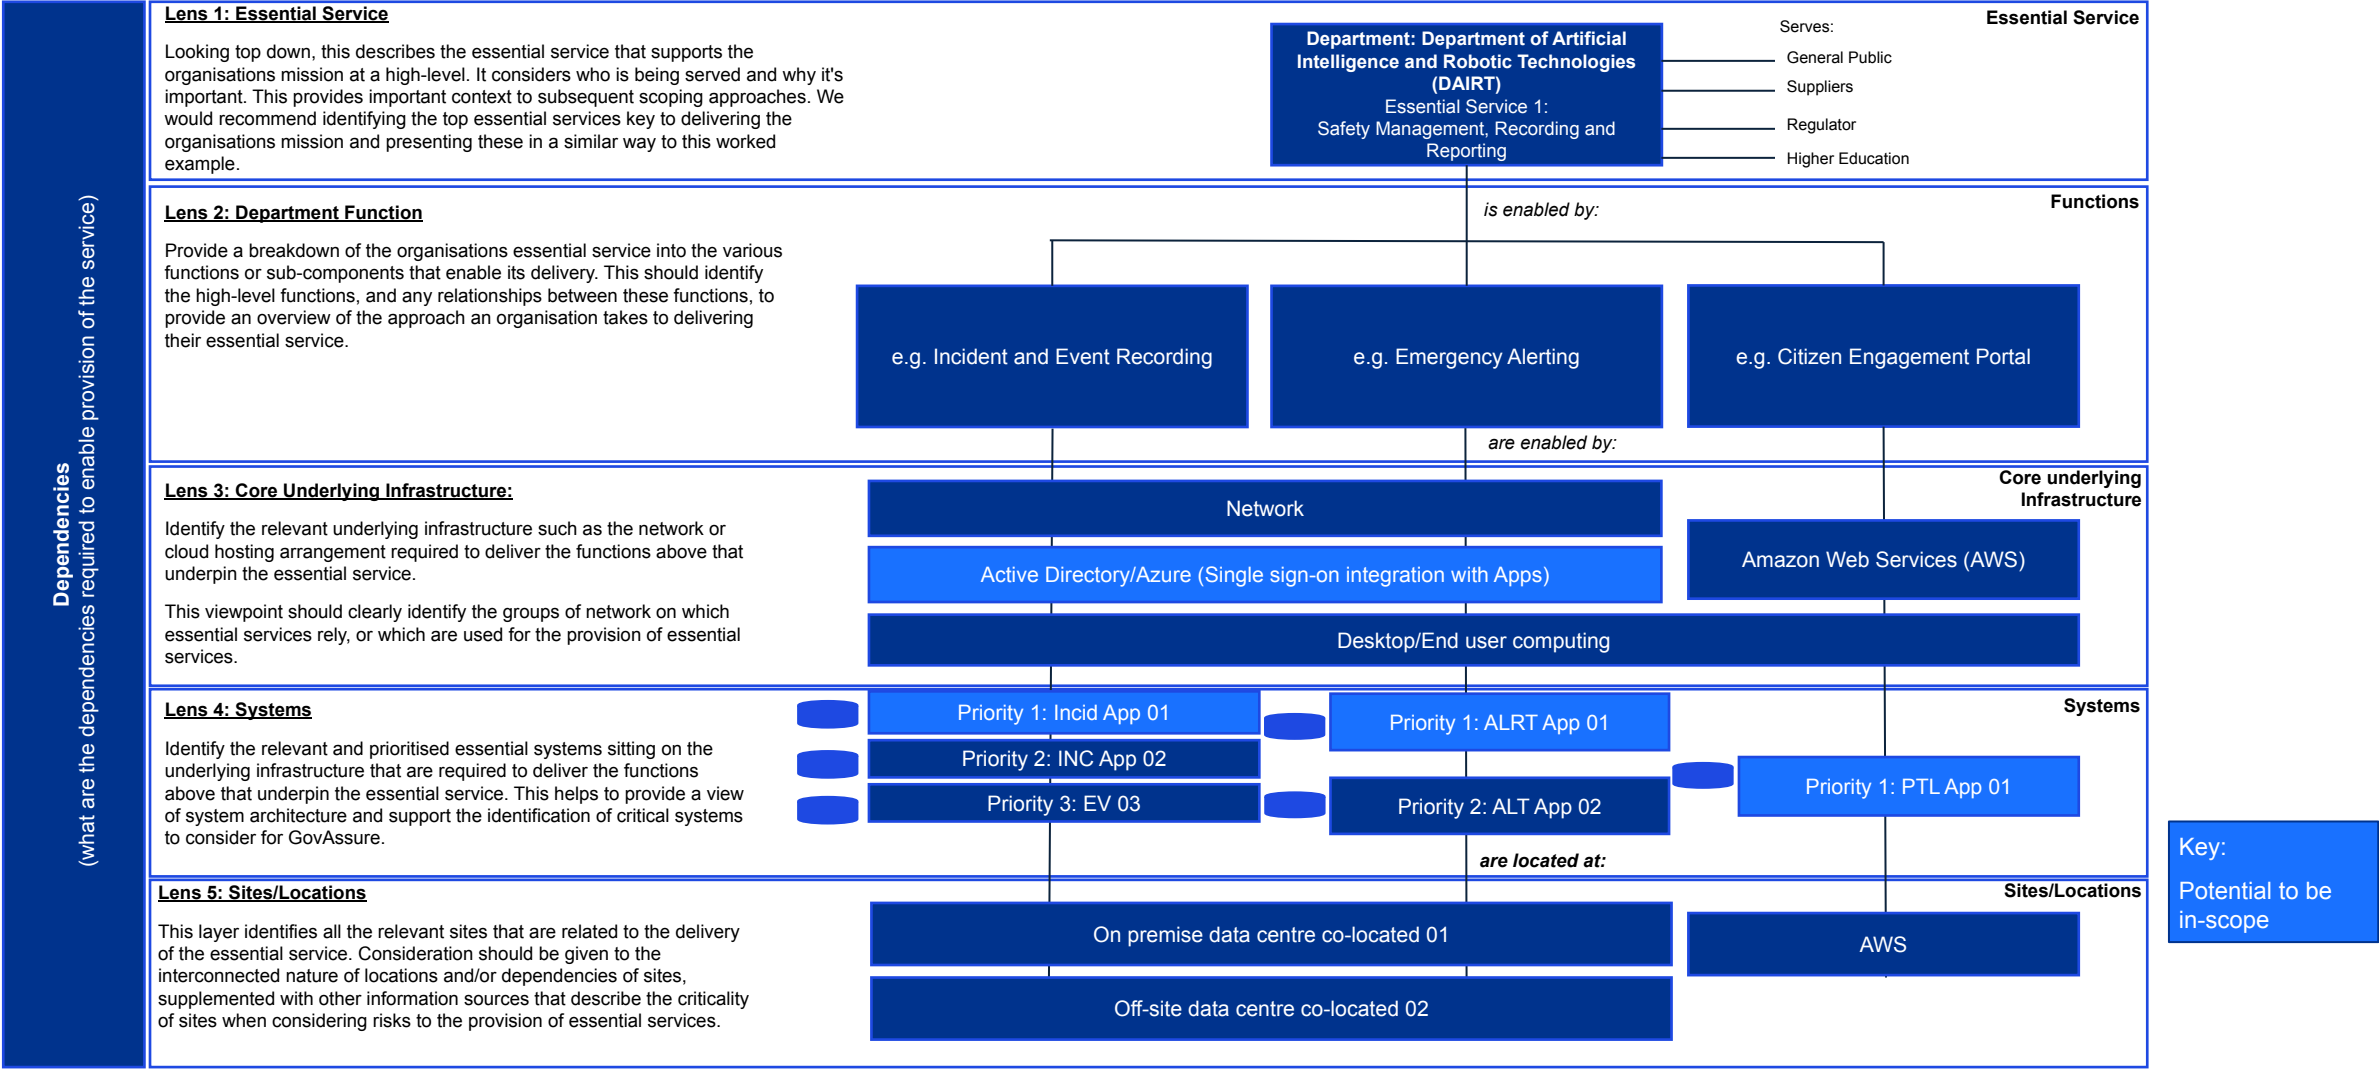 Dependencies
(what are the dependencies required to enable provision of the service)
Lens 1: Essential Service
Looking top down, this describes the essential service that supports the
organisations mission at a high-level. It considers who is being served and why it's
important. This provides important context to subsequent scoping approaches. We
would recommend identifying the top essential services key to delivering the
organisations mission and presenting these in a similar way to this worked
example.
Department: Department of Artificial
Intelligence and Robotic Technologies
(DAIRT)
Essential Service 1:
Safety Management, Recording and
Reporting
Serves:
General Public
Suppliers
Regulator
Higher Education
Essential Service
Lens 2: Department Function
Provide a breakdown of the organisations essential service into the various
functions or sub-components that enable its delivery. This should identify
the high-level functions, and any relationships between these functions, to
provide an overview of the approach an organisation takes to delivering
their essential service.
is enabled by:
Functions
e.g. Incident and Event Recording
e.g. Emergency Alerting
e.g. Citizen Engagement Portal
are enabled by:
Lens 3: Core Underlying Infrastructure:
Identify the relevant underlying infrastructure such as the network or
cloud hosting arrangement required to deliver the functions above that
underpin the essential service.
This viewpoint should clearly identify the groups of network on which
essential services rely, or which are used for the provision of essential
services.
Core underlying
Infrastructure
Network
Active Directory/Azure (Single sign-on integration with Apps)
Amazon Web Services (AWS)
Desktop/End user computing
Lens 4: Systems
Identify the relevant and prioritised essential systems sitting on the
underlying infrastructure that are required to deliver the functions
above that underpin the essential service. This helps to provide a view
of system architecture and support the identification of critical systems
to consider for GovAssure.
Systems
Priority 1: Incid App 01
Priority 2: INC App 02
Priority 3: EV 03
Priority 1: ALRT App 01
Priority 2: ALT App 02
Priority 1: PTL App 01
are located at:
Lens 5: Sites/Locations
This layer identifies all the relevant sites that are related to the delivery
of the essential service. Consideration should be given to the
interconnected nature of locations and/or dependencies of sites,
supplemented with other information sources that describe the criticality
of sites when considering risks to the provision of essential services.
Sites/Locations
On premise data centre co-located 01
Off-site data centre co-located 02
AWS
Key:
Potential to be
in-scope